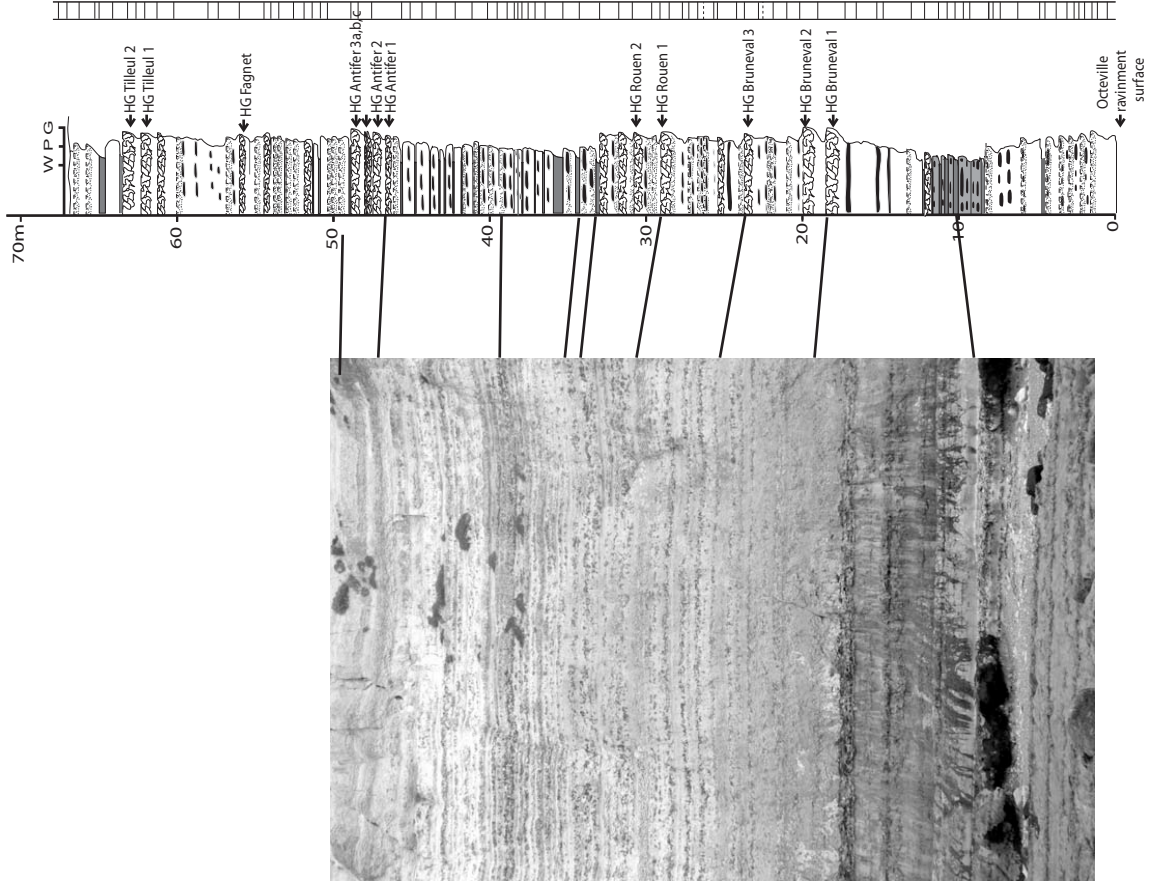 HG Tilleul 2
HG Tilleul 1
HG Fagnet
HG Antifer 3a,b,c
HG Antifer 2
HG Antifer 1
HG Rouen 2
HG Rouen 1
HG Bruneval 3
HG Bruneval 2
HG Bruneval 1
Octeville
ravinment
surface
W P G
70m
60
50
40
30
20
10
0